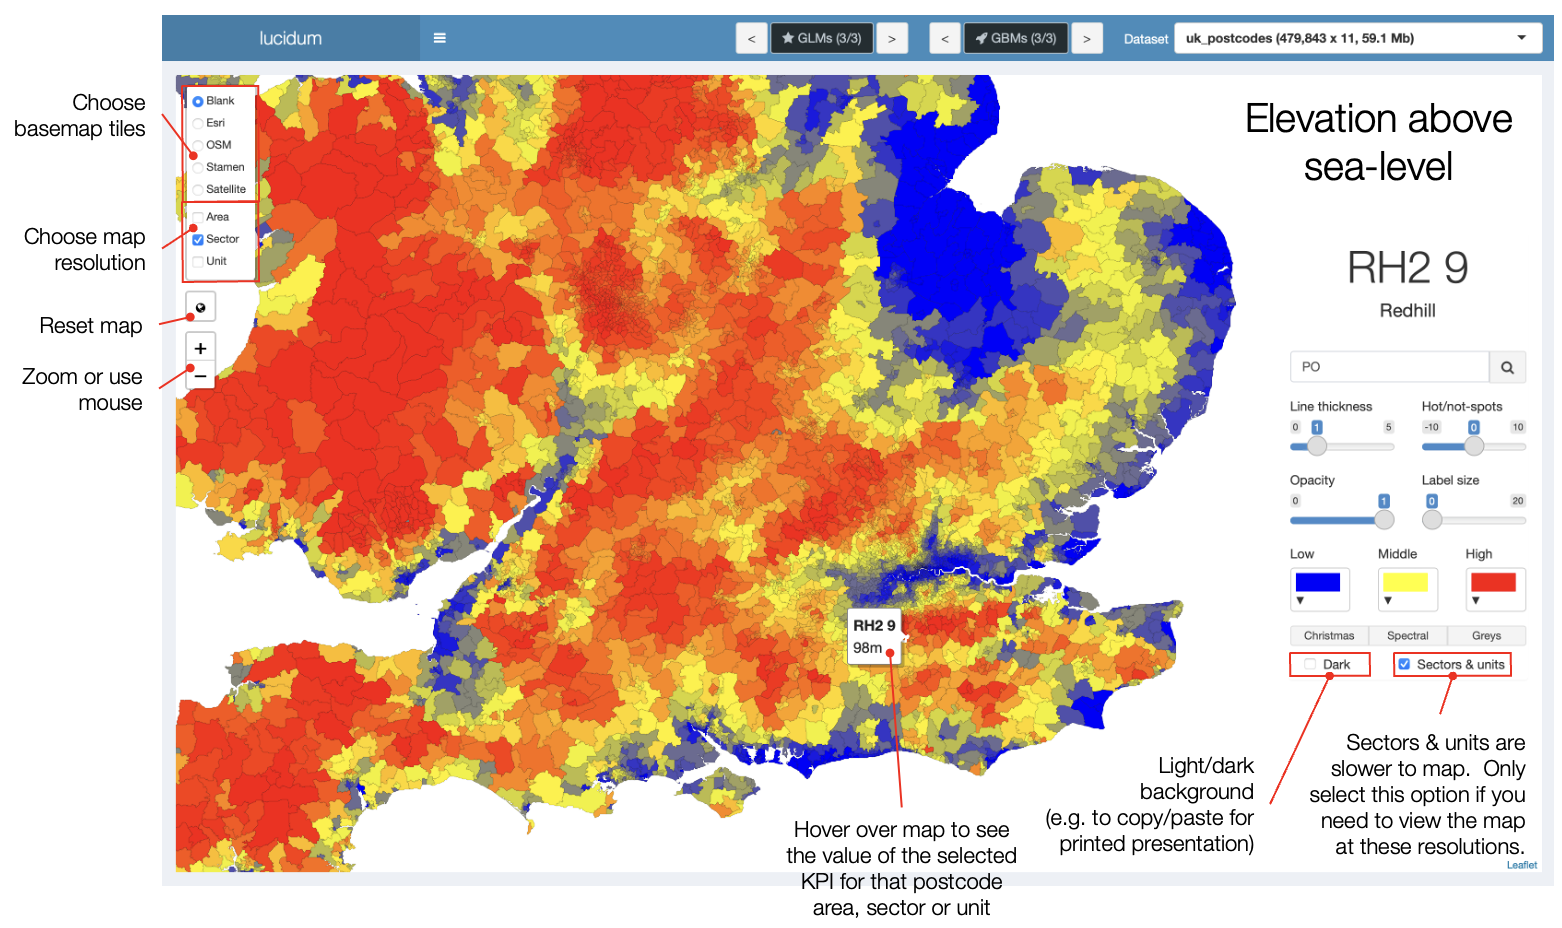 lucidum
< ★ GLMs (3/3) > < GBMs (3/3) > Dataset uk_postcodes (479,843 x 11, 59.1 Mb)
Choose
basemap tiles
Blank
Esri
OSM
Stamen
Satellite
Choose map
resolution
Area
Sector
Unit
Reset map
+
−
Zoom or use
mouse
Elevation above
sea-level
RH2 9
Redhill
PO
Line thickness
0 1 5
Hot/not-spots
-10 0 10
Opacity
0 1
Label size
0 20
Low Middle High
Christmas Spectral Greys
Dark Sectors & units
RH2 9
98m
Hover over map to see
the value of the selected
KPI for that postcode
area, sector or unit
Light/dark
background
(e.g. to copy/paste for
printed presentation)
Sectors & units are
slower to map. Only
select this option if you
need to view the map
at these resolutions.
Leaflet